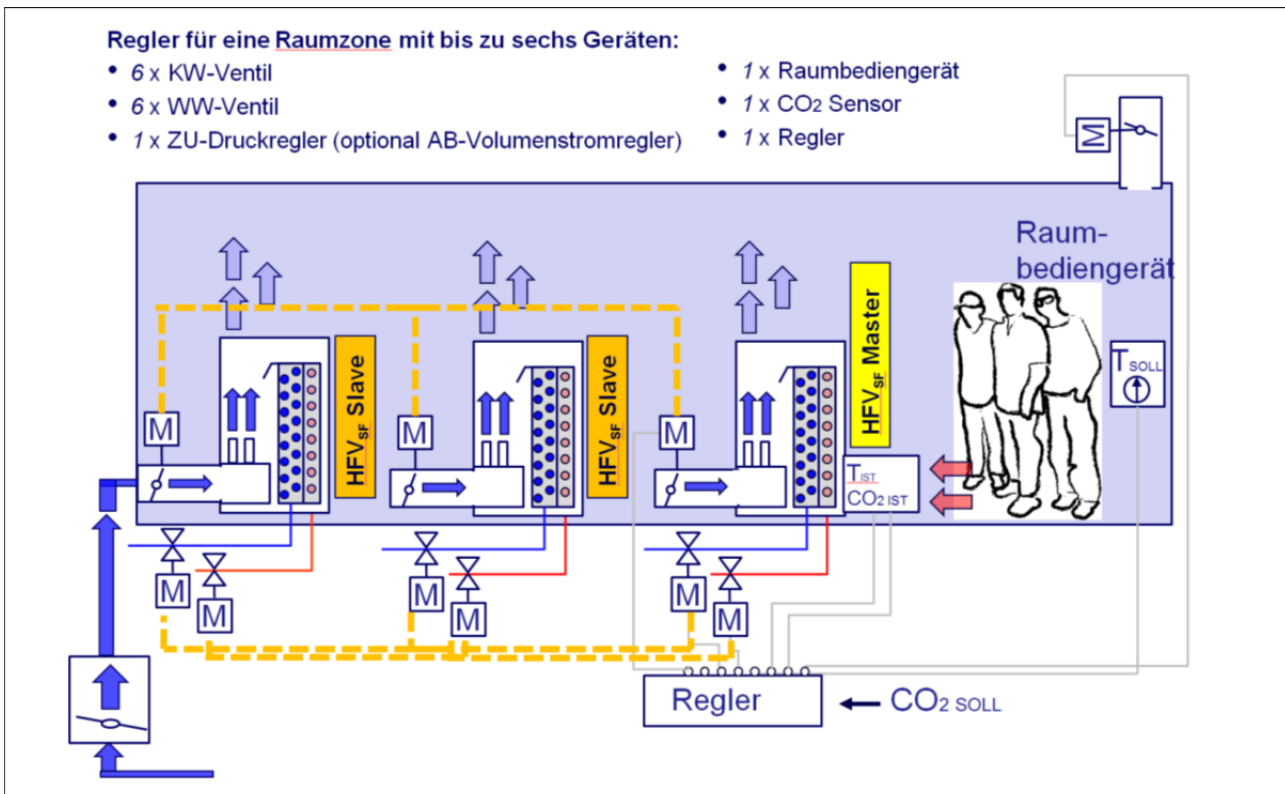 Regler für eine Raumzone mit bis zu sechs Geräten:
• 6 x KW-Ventil
• 6 x WW-Ventil
• 1 x ZU-Druckregler (optional AB-Volumenstromregler)
• 1 x Raumbediengerät
• 1 x CO2 Sensor
• 1 x Regler
M
Raum-
bediengerät
HFVSF Slave
HFVSF Slave
HFVSF Master
TSOLL
M
M
M
TIST
CO2 IST
M
M
M
M
M
M
Regler
CO2 SOLL